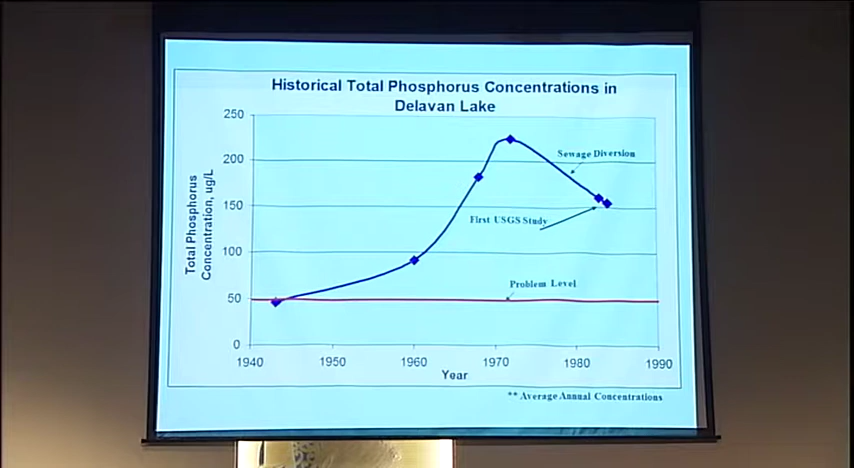 Historical Total Phosphorus Concentrations in
Delavan Lake
Total Phosphorus
Concentration, ug/L
250
200
150
100
50
0
Sewage Diversion
First USGS Study
Problem Level
1940 1950 1960 1970 1980 1990
Year
** Average Annual Concentrations